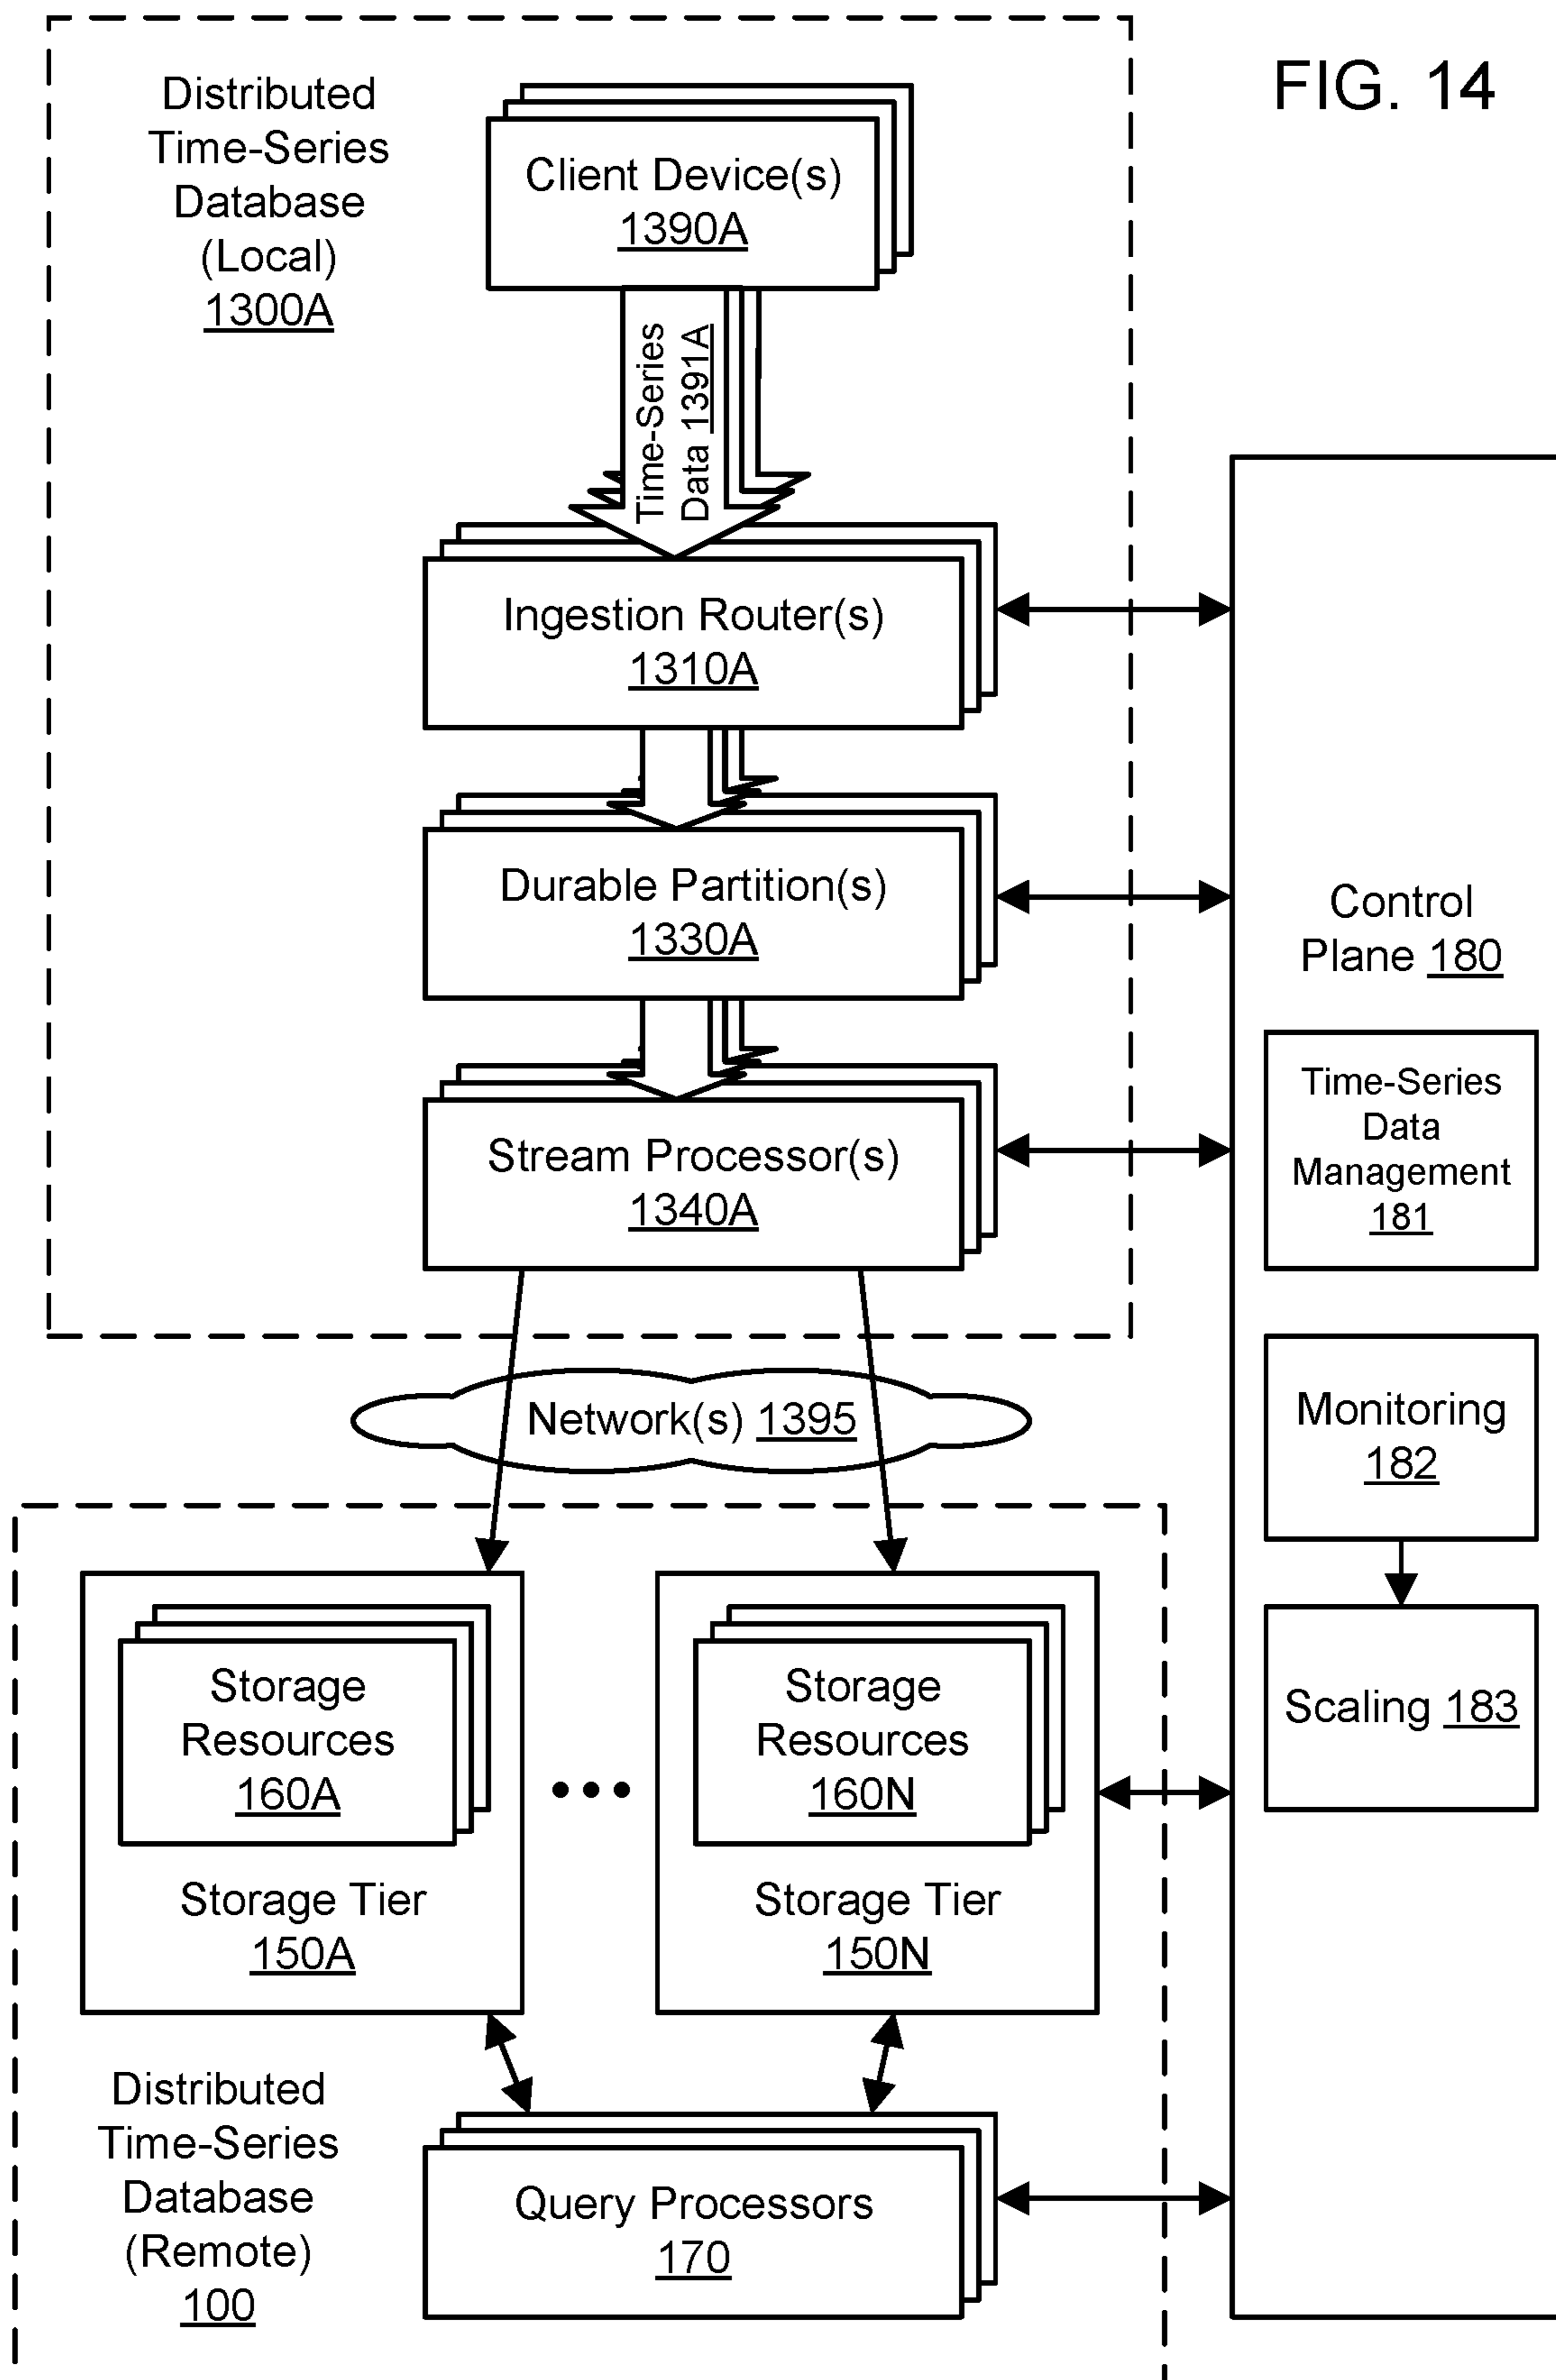 FIG. 14
Distributed
Time-Series
Database
(Local)
1300A
Client Device(s)
1390A
Time-Series
Data 1391A
Ingestion Router(s)
1310A
Durable Partition(s)
1330A
Stream Processor(s)
1340A
Control
Plane 180
Time-Series
Data
Management
181
Monitoring
182
Scaling 183
Network(s) 1395
Storage
Resources
160A
Storage Tier
150A
Storage
Resources
160N
Storage Tier
150N
Distributed
Time-Series
Database
(Remote)
100
Query Processors
170